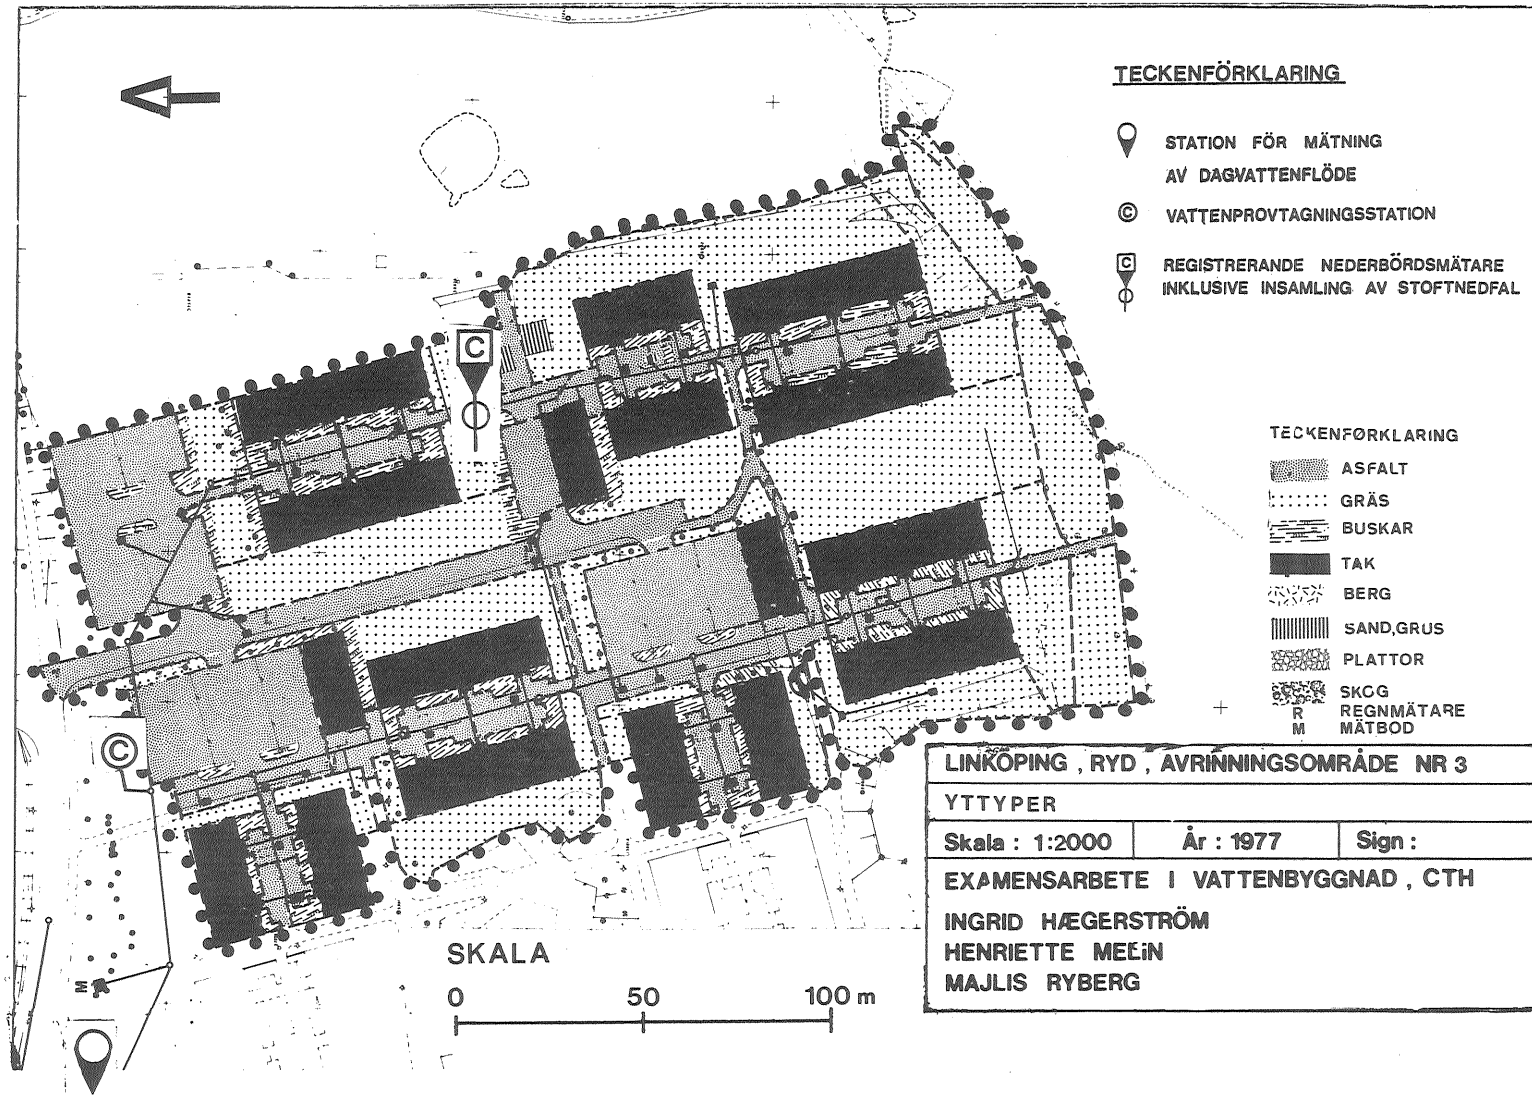 TECKENFÖRKLARING
STATION FÖR MÄTNING
AV DAGVATTENFLÖDE
© VATTENPROVTAGNINGSSTATION
C REGISTRERANDE NEDERBÖRDSMÄTARE
INKLUSIVE INSAMLING AV STOFTNEDFAL
C
TECKENFÖRKLARING
ASFALT
GRÄS
BUSKAR
TAK
BERG
SAND,GRUS
PLATTOR
SKOG
R REGNMÄTARE
M MÄTBOD
©
LINKÖPING , RYD , AVRINNINGSOMRÅDE NR 3
YTTYPER
Skala : 1:2000 År : 1977 Sign :
EXAMENSARBETE I VATTENBYGGNAD , CTH
INGRID HÆGERSTRÖM
HENRIETTE MELIN
MAJLIS RYBERG
SKALA
0 50 100 m
M